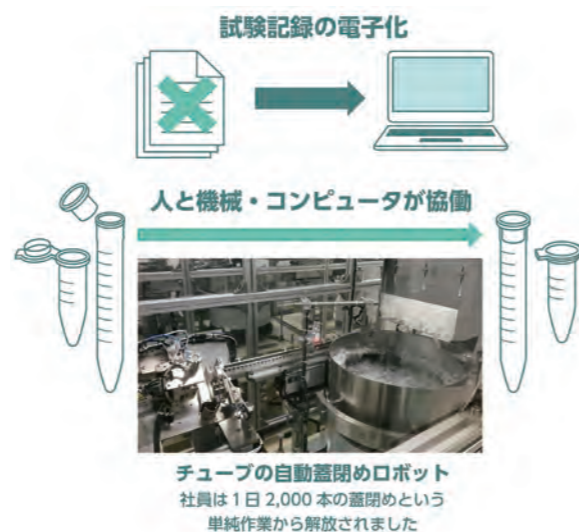 試験記録の電子化
人と機械・コンピュータが協働
チューブの自動蓋閉めロボット
社員は1日2,000本の蓋閉めという
単純作業から解放されました